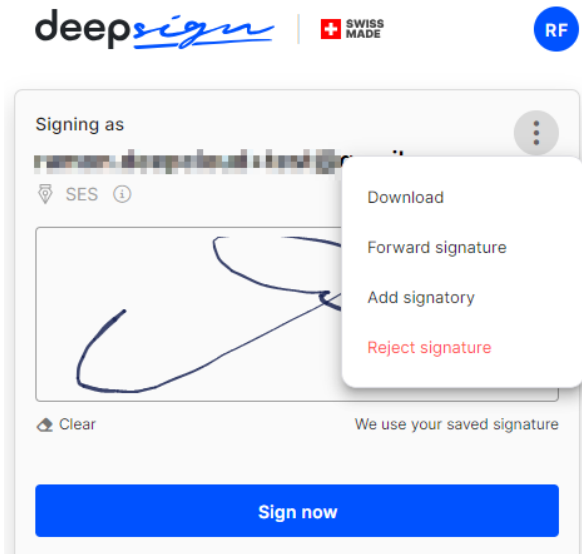 deepsign SWISS MADE RF
Signing as
SES
Download
Forward signature
Add signatory
Reject signature
Clear We use your saved signature
Sign now